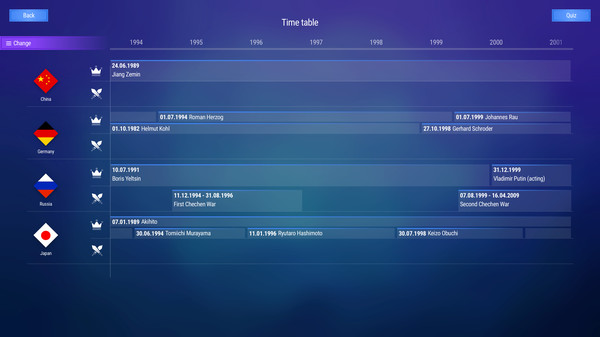 Back
Time table
Quiz
Change
1994 1995 1996 1997 1998 1999 2000 2001
24.06.1989
Jiang Zemin
China
01.07.1994 Roman Herzog
01.07.1999 Johannes Rau
01.10.1982 Helmut Kohl
27.10.1998 Gerhard Schroder
Germany
10.07.1991
Boris Yeltsin
31.12.1999
Vladimir Putin (acting)
11.12.1994 - 31.08.1996
First Chechen War
07.08.1999 - 16.04.2009
Second Chechen War
Russia
07.01.1989 Akihito
30.06.1994 Tomiichi Murayama
11.01.1996 Ryutaro Hashimoto
30.07.1998 Keizo Obuchi
Japan